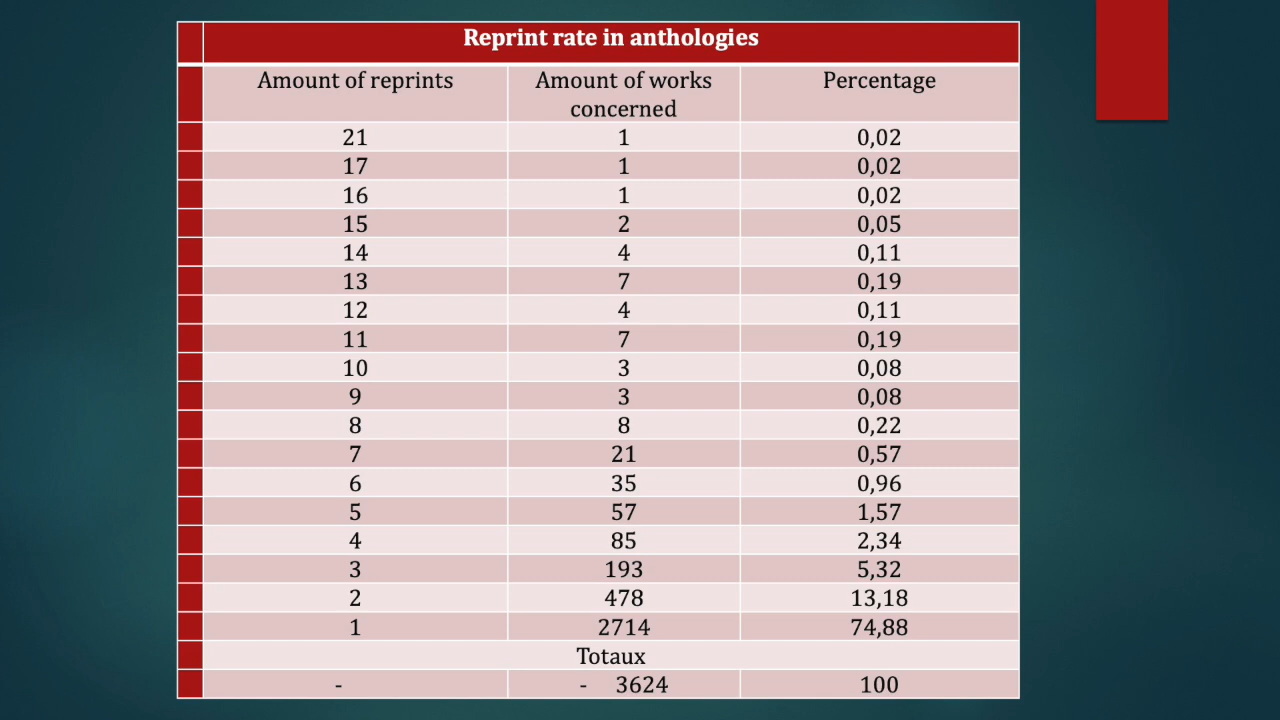 Reprint rate in anthologies
Amount of reprints Amount of works concerned Percentage
21 1 0,02
17 1 0,02
16 1 0,02
15 2 0,05
14 4 0,11
13 7 0,19
12 4 0,11
11 7 0,19
10 3 0,08
9 3 0,08
8 8 0,22
7 21 0,57
6 35 0,96
5 57 1,57
4 85 2,34
3 193 5,32
2 478 13,18
1 2714 74,88
Totaux
- - 3624 100